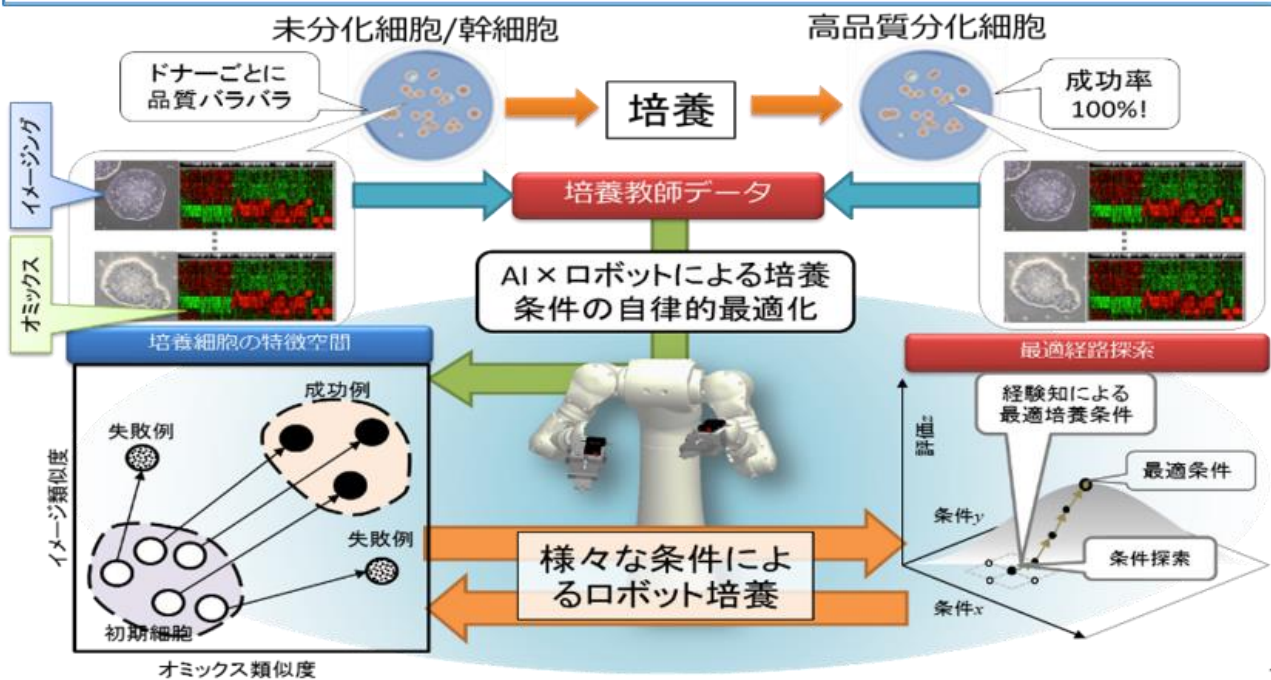 未分化細胞/幹細胞
高品質分化細胞
ドナーごとに
品質バラバラ
培養
成功率
100%!
イメージング
オミックス
培養教師データ
AI×ロボットによる培養
条件の自律的最適化
培養細胞の特徴空間
最適経路探索
成功例
失敗例
失敗例
初期細胞
イメージ類似度
オミックス類似度
様々な条件によ
るロボット培養
経験知による
最適培養条件
評価z
最適条件
条件y
条件探索
条件x